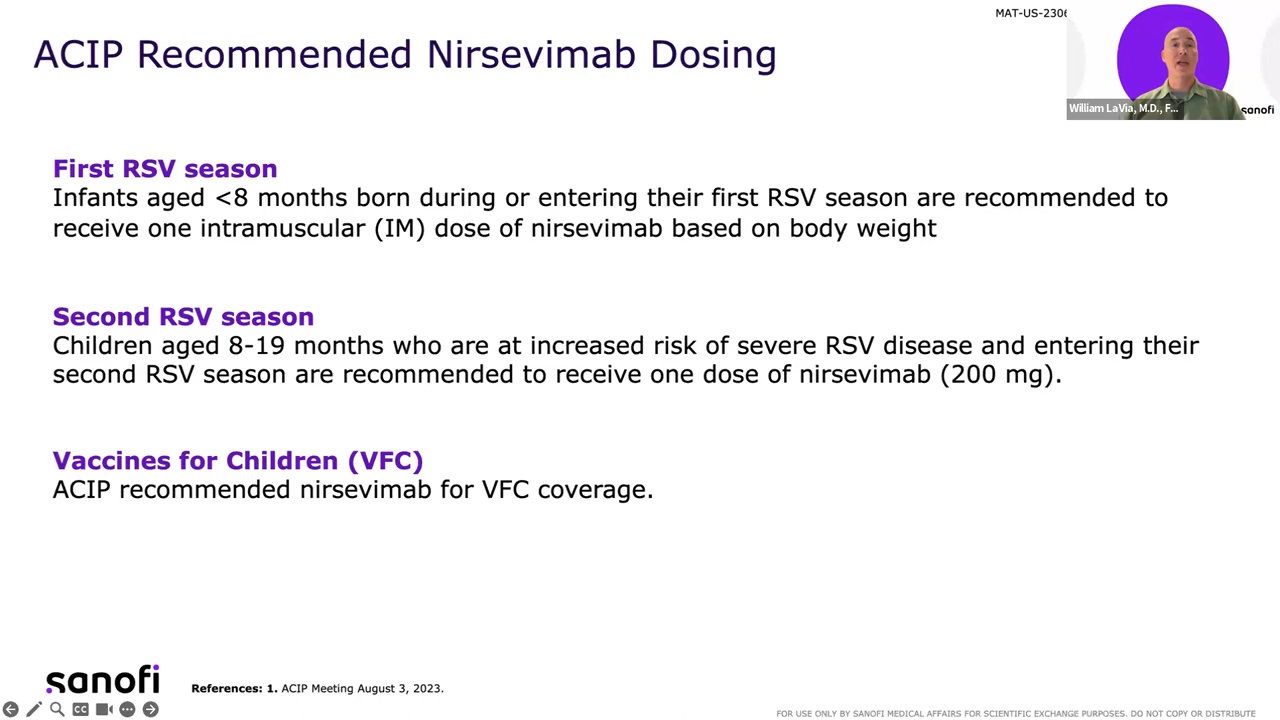 MAT-US-2306
ACIP Recommended Nirsevimab Dosing
William LaVia, M.D., F...
sanofi
First RSV season
Infants aged <8 months born during or entering their first RSV season are recommended to
receive one intramuscular (IM) dose of nirsevimab based on body weight
Second RSV season
Children aged 8-19 months who are at increased risk of severe RSV disease and entering their
second RSV season are recommended to receive one dose of nirsevimab (200 mg).
Vaccines for Children (VFC)
ACIP recommended nirsevimab for VFC coverage.
sanofi
References: 1. ACIP Meeting August 3, 2023.
CC
FOR USE ONLY BY SANOFI MEDICAL AFFAIRS FOR SCIENTIFIC EXCHANGE PURPOSES. DO NOT COPY OR DISTRIBUTE